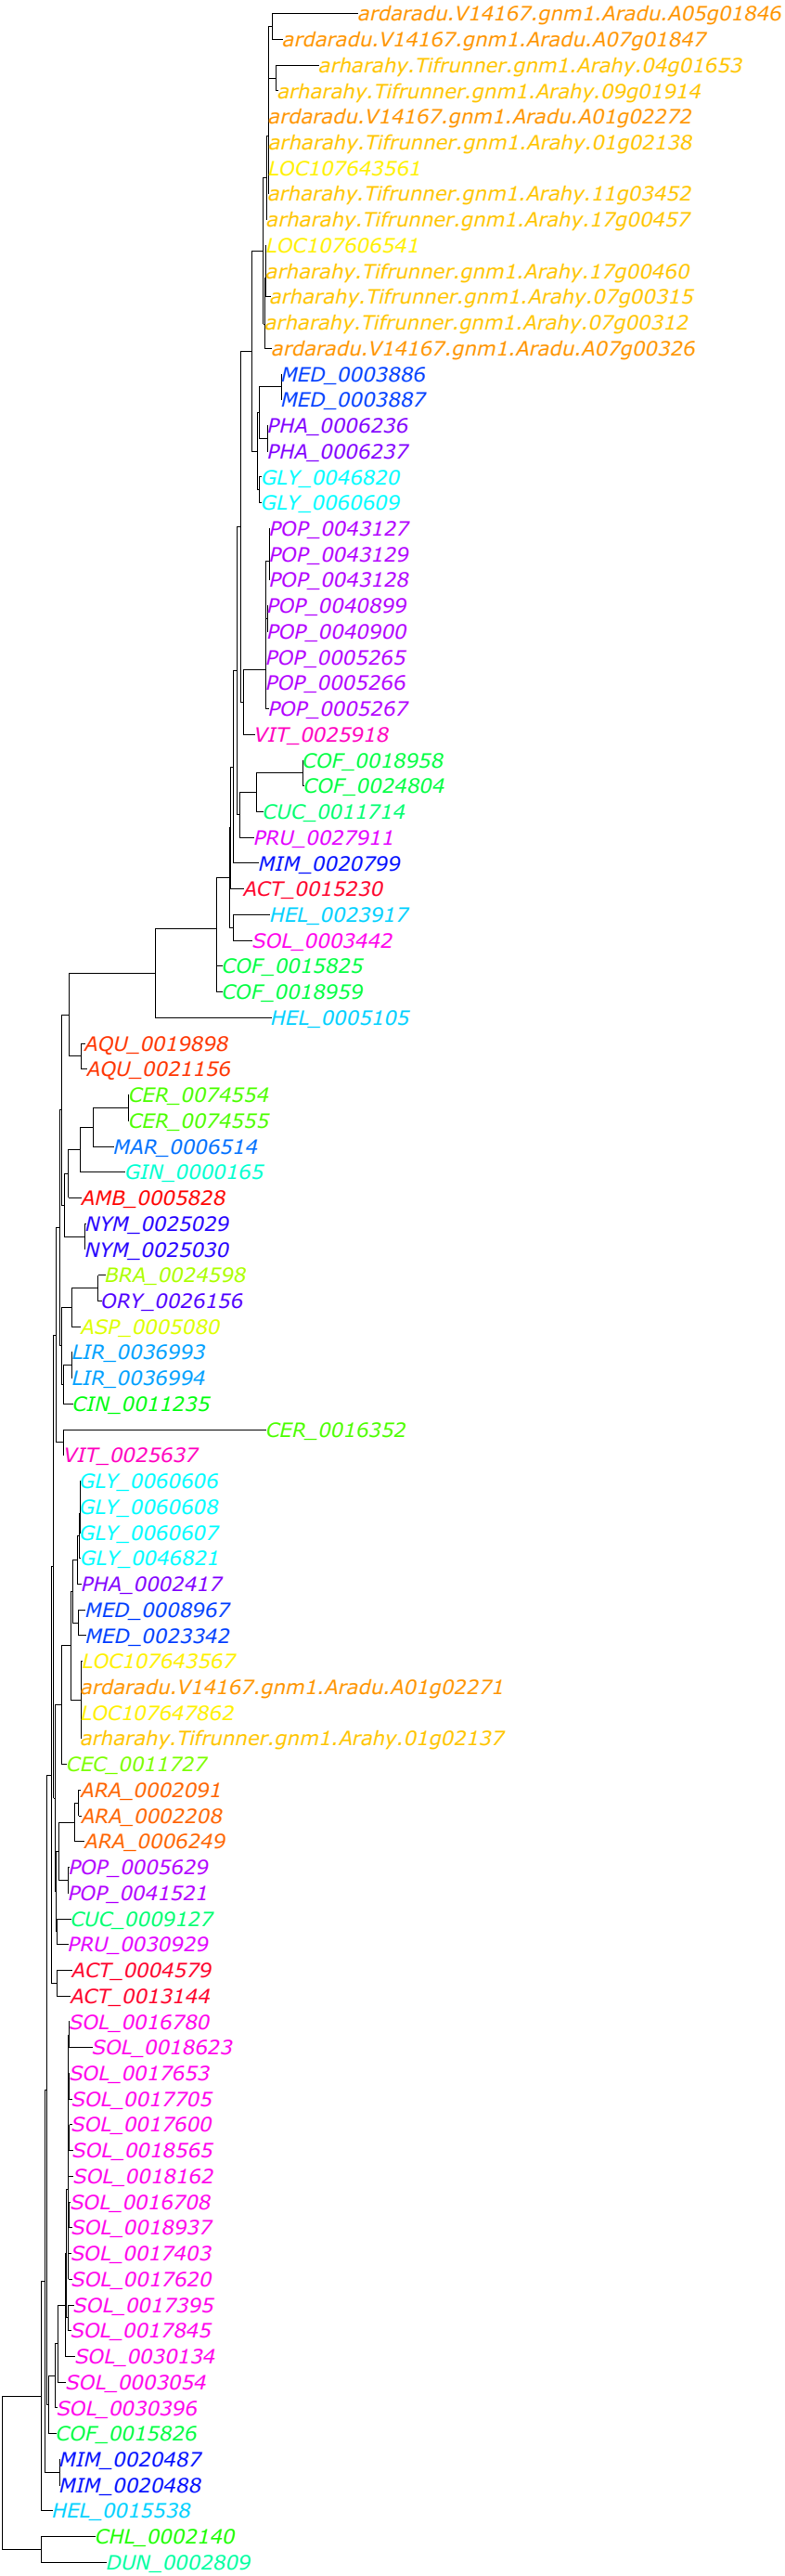 ardaradu.V14167.gnm1.Aradu.A05g01846
ardaradu.V14167.gnm1.Aradu.A07g01847
arharahy.Tifrunner.gnm1.Arahy.04g01653
arharahy.Tifrunner.gnm1.Arahy.09g01914
ardaradu.V14167.gnm1.Aradu.A01g02272
arharahy.Tifrunner.gnm1.Arahy.01g02138
LOC107643561
arharahy.Tifrunner.gnm1.Arahy.11g03452
arharahy.Tifrunner.gnm1.Arahy.17g00457
LOC107606541
arharahy.Tifrunner.gnm1.Arahy.17g00460
arharahy.Tifrunner.gnm1.Arahy.07g00315
arharahy.Tifrunner.gnm1.Arahy.07g00312
ardaradu.V14167.gnm1.Aradu.A07g00326
MED_0003886
MED_0003887
PHA_0006236
PHA_0006237
GLY_0046820
GLY_0060609
POP_0043127
POP_0043129
POP_0043128
POP_0040899
POP_0040900
POP_0005265
POP_0005266
POP_0005267
VIT_0025918
COF_0018958
COF_0024804
CUC_0011714
PRU_0027911
MIM_0020799
ACT_0015230
HEL_0023917
SOL_0003442
COF_0015825
COF_0018959
HEL_0005105
AQU_0019898
AQU_0021156
CER_0074554
CER_0074555
MAR_0006514
GIN_0000165
AMB_0005828
NYM_0025029
NYM_0025030
BRA_0024598
ORY_0026156
ASP_0005080
LIR_0036993
LIR_0036994
CIN_0011235
CER_0016352
VIT_0025637
GLY_0060606
GLY_0060608
GLY_0060607
GLY_0046821
PHA_0002417
MED_0008967
MED_0023342
LOC107643567
ardaradu.V14167.gnm1.Aradu.A01g02271
LOC107647862
arharahy.Tifrunner.gnm1.Arahy.01g02137
CEC_0011727
ARA_0002091
ARA_0002208
ARA_0006249
POP_0005629
POP_0041521
CUC_0009127
PRU_0030929
ACT_0004579
ACT_0013144
SOL_0016780
SOL_0018623
SOL_0017653
SOL_0017705
SOL_0017600
SOL_0018565
SOL_0018162
SOL_0016708
SOL_0018937
SOL_0017403
SOL_0017620
SOL_0017395
SOL_0017845
SOL_0030134
SOL_0003054
SOL_0030396
COF_0015826
MIM_0020487
MIM_0020488
HEL_0015538
CHL_0002140
DUN_0002809